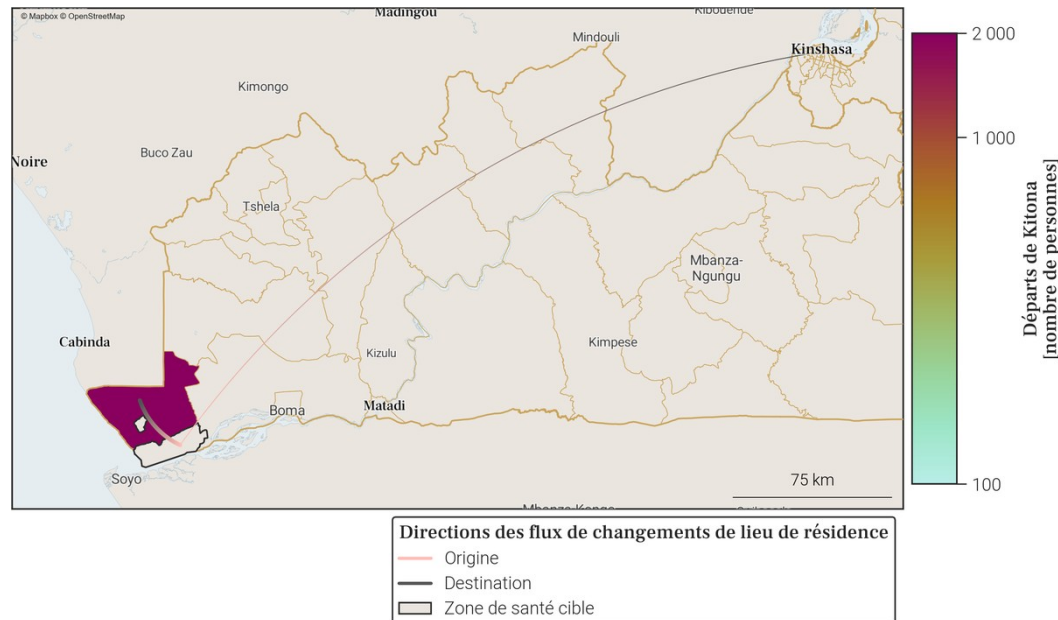 © Mapbox © OpenStreetMap
Madingou
Kibodende
Mindouli
Kinshasa
Kimongo
Noire
Buco Zau
Tshela
Mbanza-
Ngungu
Cabinda
Kizulu
Kimpese
Boma
Matadi
Soyo
75 km
2 000
1 000
100
Départs de Kitona
[nombre de personnes]
Directions des flux de changements de lieu de résidence
Origine
Destination
Zone de santé cible